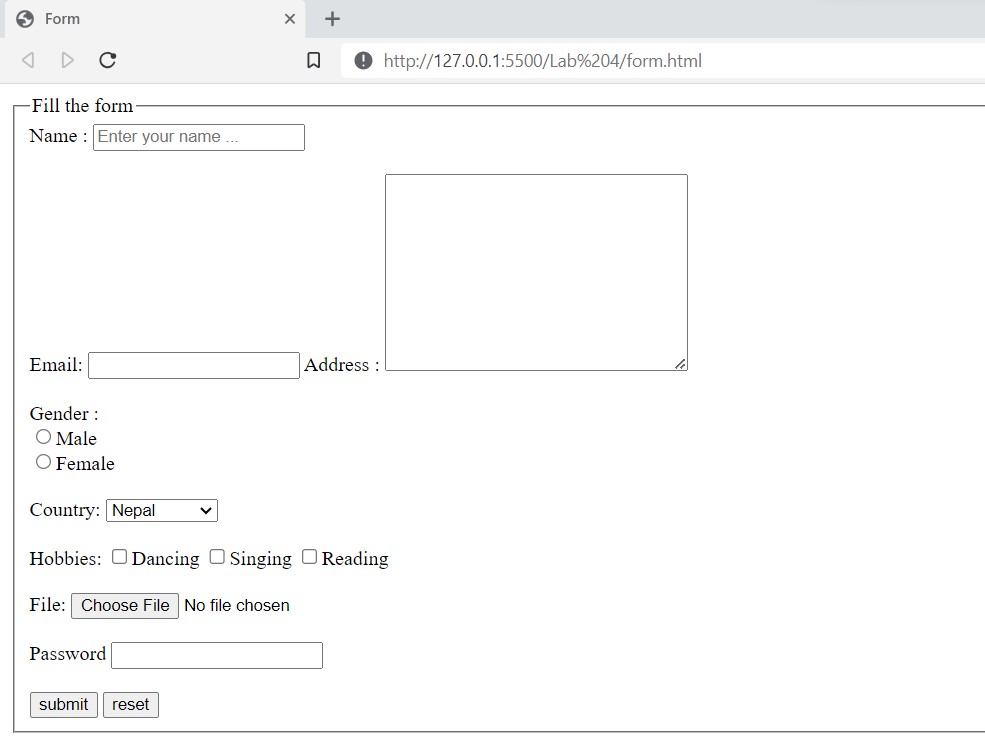 Form
http://127.0.0.1:5500/Lab%204/form.html
Fill the form
Name : Enter your name ...
Email: Address :
Gender :
Male
Female
Country: Nepal
Hobbies: Dancing Singing Reading
File: Choose File No file chosen
Password
submit reset